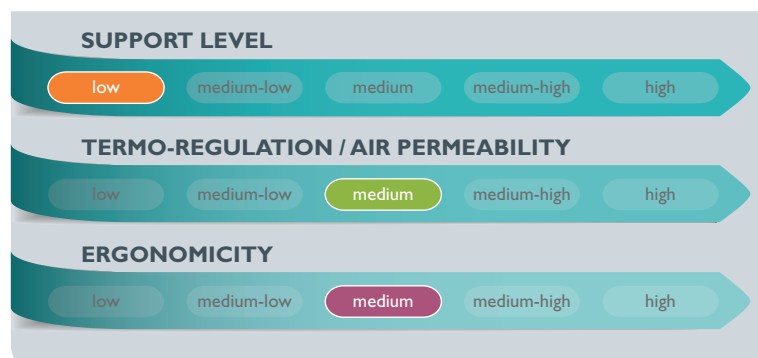 SUPPORT LEVEL
low medium-low medium medium-high high
TERMO-REGULATION / AIR PERMEABILITY
low medium-low medium medium-high high
ERGONOMICITY
low medium-low medium medium-high high